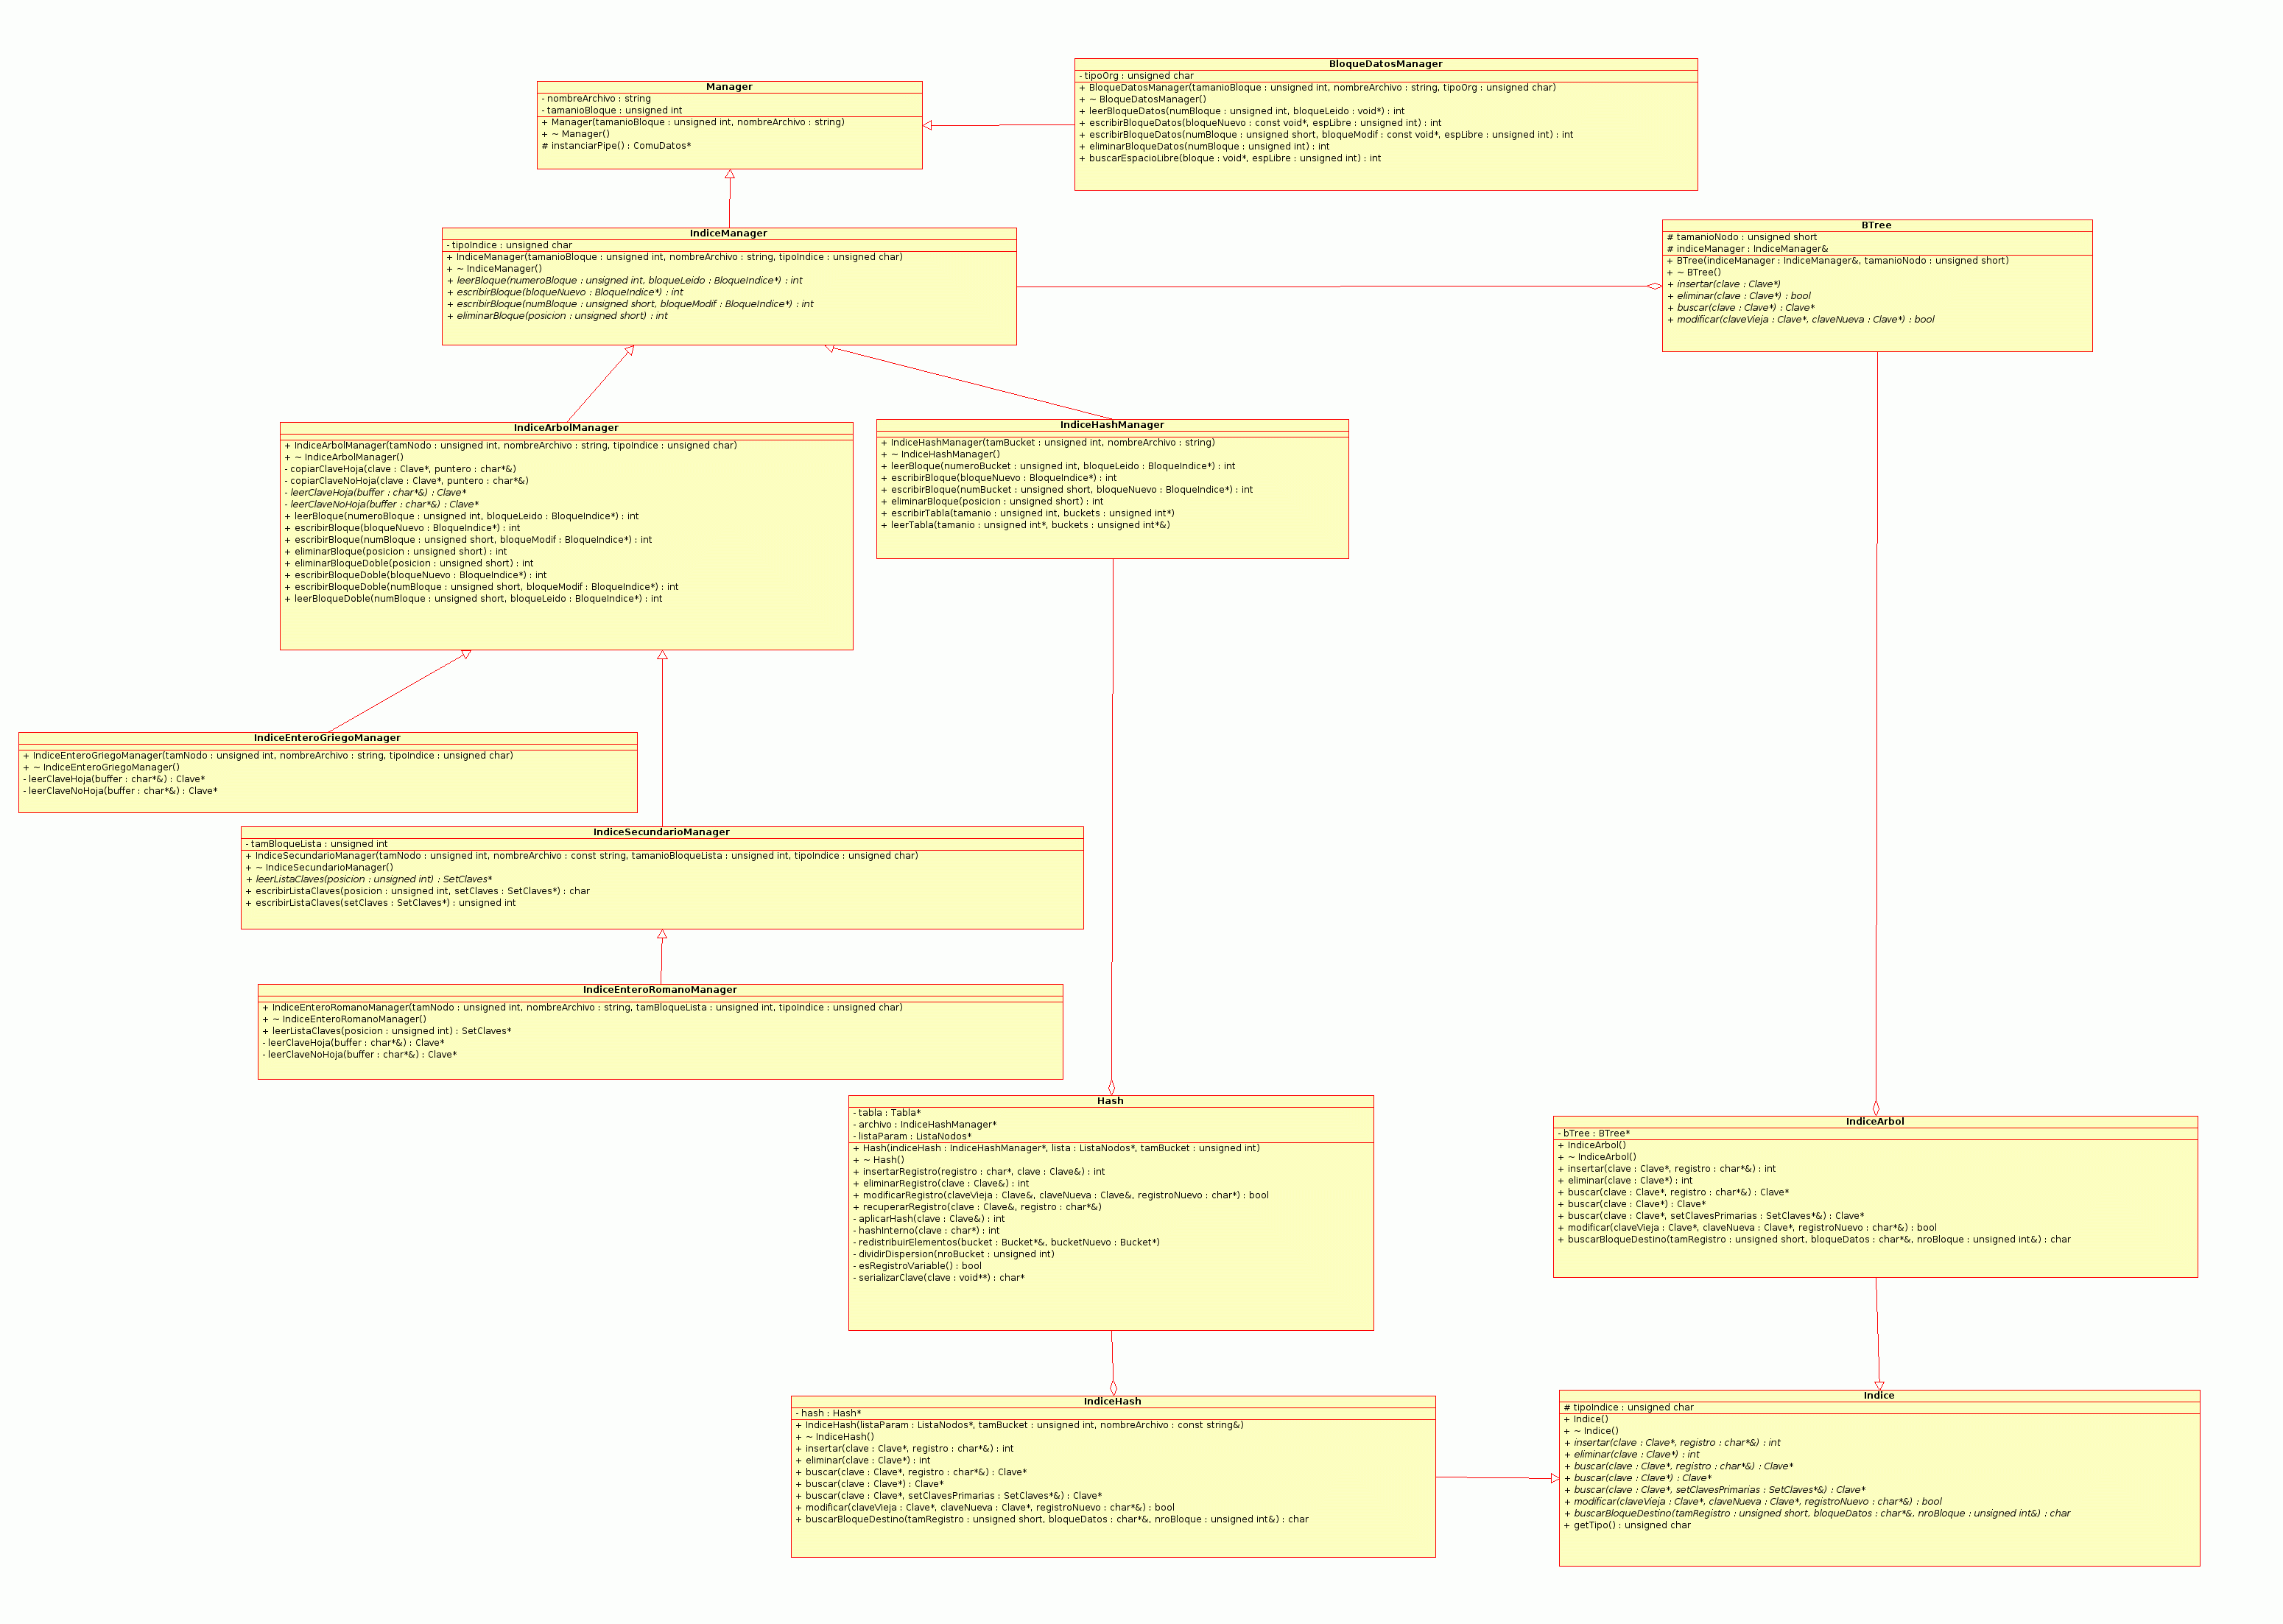 Manager
- nombreArchivo : string
- tamanioBloque : unsigned int
+ Manager(tamanioBloque : unsigned int, nombreArchivo : string)
+ ~ Manager()
# instanciarPipe() : ComuDatos*
BloqueDatosManager
- tipoOrg : unsigned char
+ BloqueDatosManager(tamanioBloque : unsigned int, nombreArchivo : string, tipoOrg : unsigned char)
+ ~ BloqueDatosManager()
+ leerBloqueDatos(numBloque : unsigned int, bloqueLeido : void*) : int
+ escribirBloqueDatos(bloqueNuevo : const void*, espLibre : unsigned int) : int
+ escribirBloqueDatos(numBloque : unsigned short, bloqueModif : const void*, espLibre : unsigned int) : int
+ eliminarBloqueDatos(numBloque : unsigned int) : int
+ buscarEspacioLibre(bloque : void*, espLibre : unsigned int) : int
IndiceManager
- tipoIndice : unsigned char
+ IndiceManager(tamanioBloque : unsigned int, nombreArchivo : string, tipoIndice : unsigned char)
+ ~ IndiceManager()
+ leerBloque(numeroBloque : unsigned int, bloqueLeido : BloqueIndice*) : int
+ escribirBloque(bloqueNuevo : BloqueIndice*) : int
+ escribirBloque(numBloque : unsigned short, bloqueModif : BloqueIndice*) : int
+ eliminarBloque(posicion : unsigned short) : int
BTree
# tamanioNodo : unsigned short
# indiceManager : IndiceManager&
+ BTree(indiceManager : IndiceManager&, tamanioNodo : unsigned short)
+ ~ BTree()
+ insertar(clave : Clave*)
+ eliminar(clave : Clave*) : bool
+ buscar(clave : Clave*) : Clave*
+ modificar(claveVieja : Clave*, claveNueva : Clave*) : bool
IndiceArbolManager
+ IndiceArbolManager(tamNodo : unsigned int, nombreArchivo : string, tipoIndice : unsigned char)
+ ~ IndiceArbolManager()
- copiarClaveHoja(clave : Clave*, puntero : char*&)
- copiarClaveNoHoja(clave : Clave*, puntero : char*&)
- leerClaveHoja(buffer : char*&) : Clave*
- leerClaveNoHoja(buffer : char*&) : Clave*
+ leerBloque(numeroBloque : unsigned int, bloqueLeido : BloqueIndice*) : int
+ escribirBloque(bloqueNuevo : BloqueIndice*) : int
+ escribirBloque(numBloque : unsigned short, bloqueModif : BloqueIndice*) : int
+ eliminarBloque(posicion : unsigned short) : int
+ eliminarBloqueDoble(posicion : unsigned short) : int
+ escribirBloqueDoble(bloqueNuevo : BloqueIndice*) : int
+ escribirBloqueDoble(numBloque : unsigned short, bloqueModif : BloqueIndice*) : int
+ leerBloqueDoble(numBloque : unsigned short, bloqueLeido : BloqueIndice*) : int
IndiceHashManager
+ IndiceHashManager(tamBucket : unsigned int, nombreArchivo : string)
+ ~ IndiceHashManager()
+ leerBloque(numeroBucket : unsigned int, bloqueLeido : BloqueIndice*) : int
+ escribirBloque(bloqueNuevo : BloqueIndice*) : int
+ escribirBloque(numBucket : unsigned short, bloqueNuevo : BloqueIndice*) : int
+ eliminarBloque(posicion : unsigned short) : int
+ escribirTabla(tamanio : unsigned int, buckets : unsigned int*)
+ leerTabla(tamanio : unsigned int*, buckets : unsigned int*&)
IndiceEnteroGriegoManager
+ IndiceEnteroGriegoManager(tamNodo : unsigned int, nombreArchivo : string, tipoIndice : unsigned char)
+ ~ IndiceEnteroGriegoManager()
- leerClaveHoja(buffer : char*&) : Clave*
- leerClaveNoHoja(buffer : char*&) : Clave*
IndiceSecundarioManager
- tamBloqueLista : unsigned int
+ IndiceSecundarioManager(tamNodo : unsigned int, nombreArchivo : const string, tamanioBloqueLista : unsigned int, tipoIndice : unsigned char)
+ ~ IndiceSecundarioManager()
+ leerListaClaves(posicion : unsigned int) : SetClaves*
+ escribirListaClaves(posicion : unsigned int, setClaves : SetClaves*) : char
+ escribirListaClaves(setClaves : SetClaves*) : unsigned int
IndiceEnteroRomanoManager
+ IndiceEnteroRomanoManager(tamNodo : unsigned int, nombreArchivo : string, tamBloqueLista : unsigned int, tipoIndice : unsigned char)
+ ~ IndiceEnteroRomanoManager()
+ leerListaClaves(posicion : unsigned int) : SetClaves*
- leerClaveHoja(buffer : char*&) : Clave*
- leerClaveNoHoja(buffer : char*&) : Clave*
Hash
- tabla : Tabla*
- archivo : IndiceHashManager*
- listaParam : ListaNodos*
+ Hash(indiceHash : IndiceHashManager*, lista : ListaNodos*, tamBucket : unsigned int)
+ ~ Hash()
+ insertarRegistro(registro : char*, clave : Clave&) : int
+ eliminarRegistro(clave : Clave&) : int
+ modificarRegistro(claveVieja : Clave&, claveNueva : Clave&, registroNuevo : char*) : bool
+ recuperarRegistro(clave : Clave&, registro : char*&)
- aplicarHash(clave : Clave&) : int
- hashInterno(clave : char*) : int
- redistribuirElementos(bucket : Bucket*&, bucketNuevo : Bucket*)
- dividirDispersion(nroBucket : unsigned int)
- esRegistroVariable() : bool
- serializarClave(clave : void**) : char*
IndiceArbol
- bTree : BTree*
+ IndiceArbol()
+ ~ IndiceArbol()
+ insertar(clave : Clave*, registro : char*&) : int
+ eliminar(clave : Clave*) : int
+ buscar(clave : Clave*, registro : char*&) : Clave*
+ buscar(clave : Clave*) : Clave*
+ buscar(clave : Clave*, setClavesPrimarias : SetClaves*&) : Clave*
+ modificar(claveVieja : Clave*, claveNueva : Clave*, registroNuevo : char*&) : bool
+ buscarBloqueDestino(tamRegistro : unsigned short, bloqueDatos : char*&, nroBloque : unsigned int&) : char
IndiceHash
- hash : Hash*
+ IndiceHash(listaParam : ListaNodos*, tamBucket : unsigned int, nombreArchivo : const string&)
+ ~ IndiceHash()
+ insertar(clave : Clave*, registro : char*&) : int
+ eliminar(clave : Clave*) : int
+ buscar(clave : Clave*, registro : char*&) : Clave*
+ buscar(clave : Clave*) : Clave*
+ buscar(clave : Clave*, setClavesPrimarias : SetClaves*&) : Clave*
+ modificar(claveVieja : Clave*, claveNueva : Clave*, registroNuevo : char*&) : bool
+ buscarBloqueDestino(tamRegistro : unsigned short, bloqueDatos : char*&, nroBloque : unsigned int&) : char
Indice
# tipoIndice : unsigned char
+ Indice()
+ ~ Indice()
+ insertar(clave : Clave*, registro : char*&) : int
+ eliminar(clave : Clave*) : int
+ buscar(clave : Clave*, registro : char*&) : Clave*
+ buscar(clave : Clave*) : Clave*
+ buscar(clave : Clave*, setClavesPrimarias : SetClaves*&) : Clave*
+ modificar(claveVieja : Clave*, claveNueva : Clave*, registroNuevo : char*&) : bool
+ buscarBloqueDestino(tamRegistro : unsigned short, bloqueDatos : char*&, nroBloque : unsigned int&) : char
+ getTipo() : unsigned char